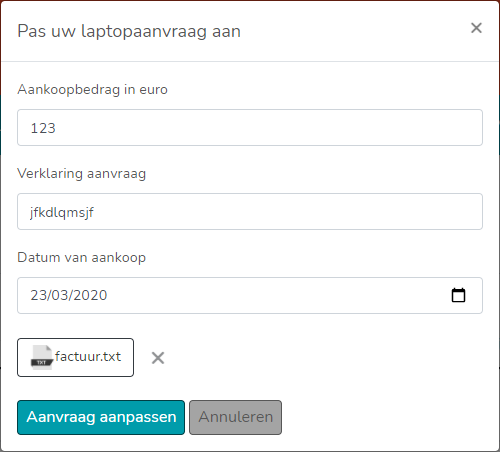 Pas uw laptopaanvraag aan
Aankoopbedrag in euro
123
Verklaring aanvraag
jfkdlqmsjf
Datum van aankoop
23/03/2020
TXT factuur.txt
Aanvraag aanpassen Annuleren